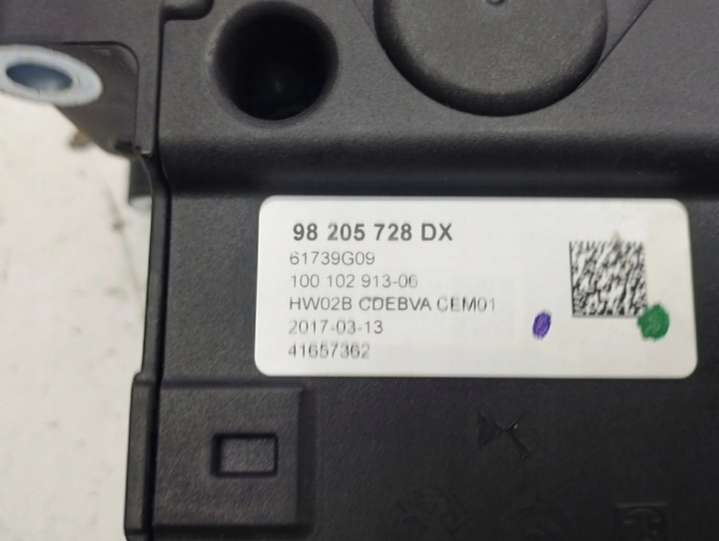 98 205 728 DX
61739G09
100 102 913-06
HW02B CDEBVA CEM01
2017-03-13
41657362